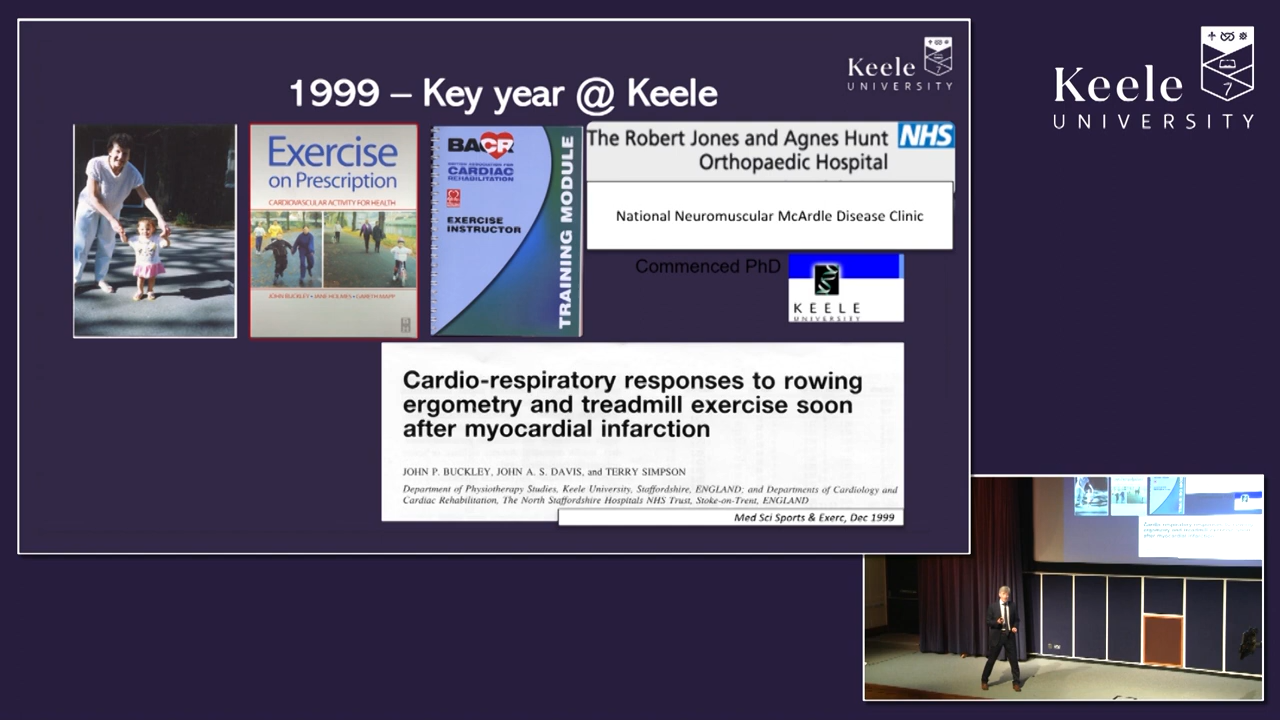 1999 – Key year @ Keele
Keele
UNIVERSITY
Keele
UNIVERSITY
Exercise
on Prescription
CARDIOVASCULAR ACTIVITY FOR HEALTH
JOHN BUCKLEY • JANE HOLMES • GARETH MAPP
BACR
BRITISH ASSOCIATION FOR
CARDIAC
REHABILITATION
EXERCISE
INSTRUCTOR
TRAINING MODULE
The Robert Jones and Agnes Hunt
Orthopaedic Hospital
NHS
National Neuromuscular McArdle Disease Clinic
Commenced PhD
KEELE
UNIVERSITY
Cardio-respiratory responses to rowing
ergometry and treadmill exercise soon
after myocardial infarction
JOHN P. BUCKLEY, JOHN A. S. DAVIS, and TERRY SIMPSON
Department of Physiotherapy Studies, Keele University, Staffordshire, ENGLAND; and Departments of Cardiology and
Cardiac Rehabilitation, The North Staffordshire Hospitals NHS Trust, Stoke-on-Trent, ENGLAND
Med Sci Sports & Exerc, Dec 1999